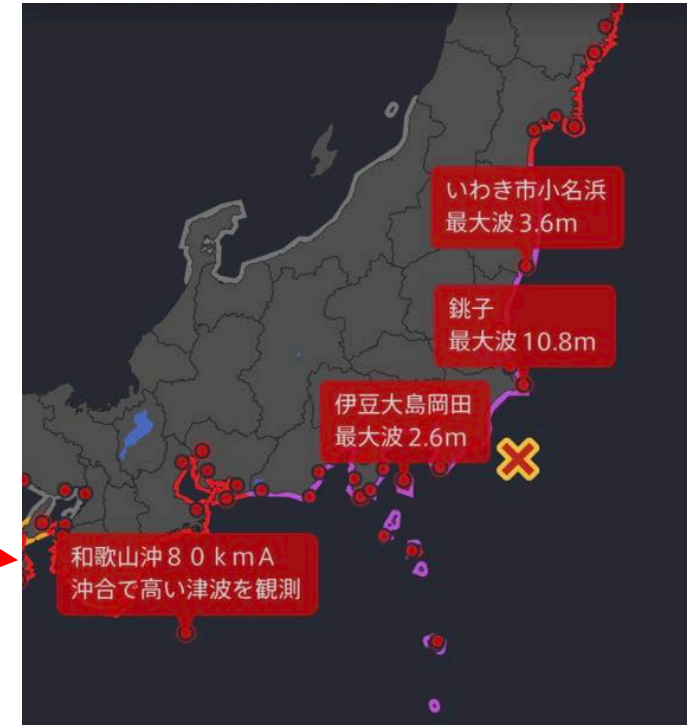 いわき市小名浜
最大波3.6m
銚子
最大波10.8m
伊豆大島岡田
最大波2.6m
和歌山沖８０ｋｍA
沖合で高い津波を観測